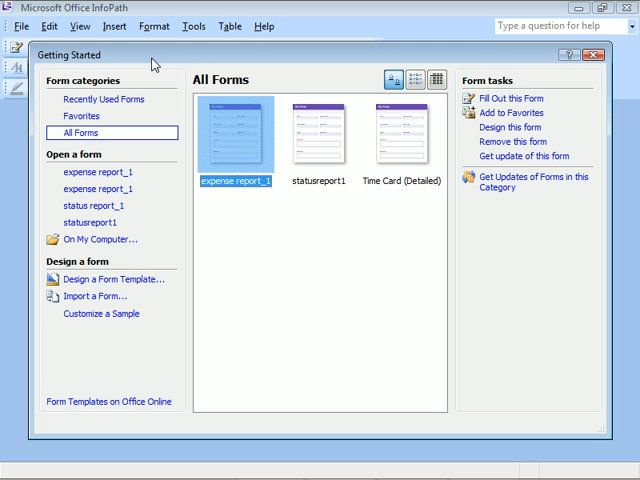 Microsoft Office InfoPath
File Edit View Insert Format Tools Table Help
Type a question for help
Getting Started
Form categories
Recently Used Forms
Favorites
All Forms
Open a form
expense report_1
expense report_1
status report_1
statusreport1
On My Computer...
Design a form
Design a Form Template...
Import a Form...
Customize a Sample
Form Templates on Office Online
All Forms
expense report_1
statusreport1
Time Card (Detailed)
Form tasks
Fill Out this Form
Add to Favorites
Design this form
Remove this form
Get update of this form
Get Updates of Forms in this
Category